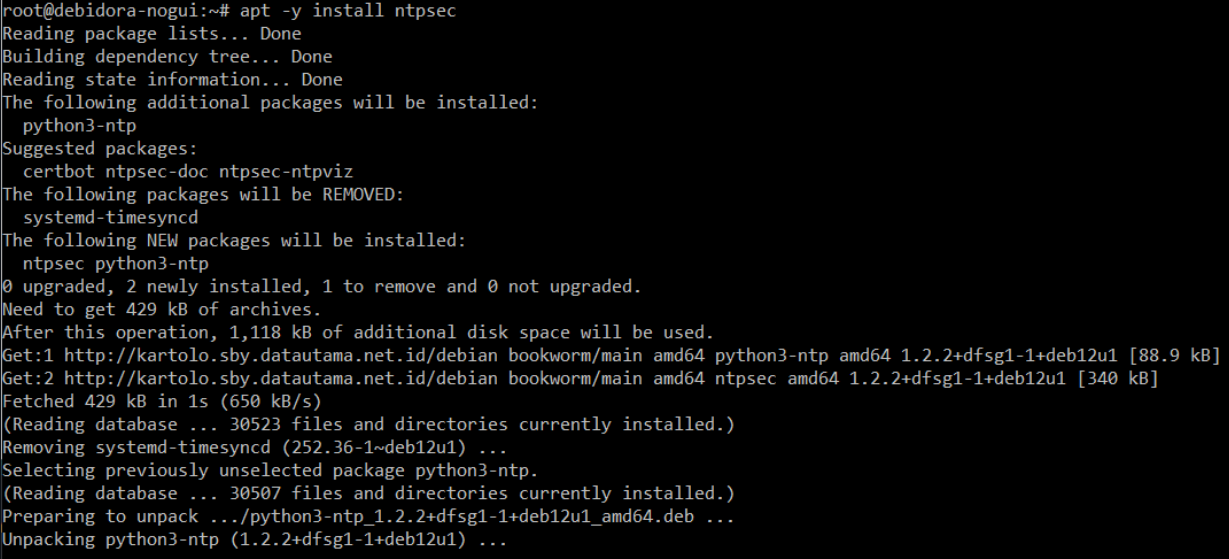 root@debidora-nogui:~# apt -y install ntpsec
Reading package lists... Done
Building dependency tree... Done
Reading state information... Done
The following additional packages will be installed:
  python3-ntp
Suggested packages:
  certbot ntpsec-doc ntpsec-ntpviz
The following packages will be REMOVED:
  systemd-timesyncd
The following NEW packages will be installed:
  ntpsec python3-ntp
0 upgraded, 2 newly installed, 1 to remove and 0 not upgraded.
Need to get 429 kB of archives.
After this operation, 1,118 kB of additional disk space will be used.
Get:1 http://kartolo.sby.datautama.net.id/debian bookworm/main amd64 python3-ntp amd64 1.2.2+dfsg1-1+deb12u1 [88.9 kB]
Get:2 http://kartolo.sby.datautama.net.id/debian bookworm/main amd64 ntpsec amd64 1.2.2+dfsg1-1+deb12u1 [340 kB]
Fetched 429 kB in 1s (650 kB/s)
(Reading database ... 30523 files and directories currently installed.)
Removing systemd-timesyncd (252.36-1~deb12u1) ...
Selecting previously unselected package python3-ntp.
(Reading database ... 30507 files and directories currently installed.)
Preparing to unpack .../python3-ntp_1.2.2+dfsg1-1+deb12u1_amd64.deb ...
Unpacking python3-ntp (1.2.2+dfsg1-1+deb12u1) ...